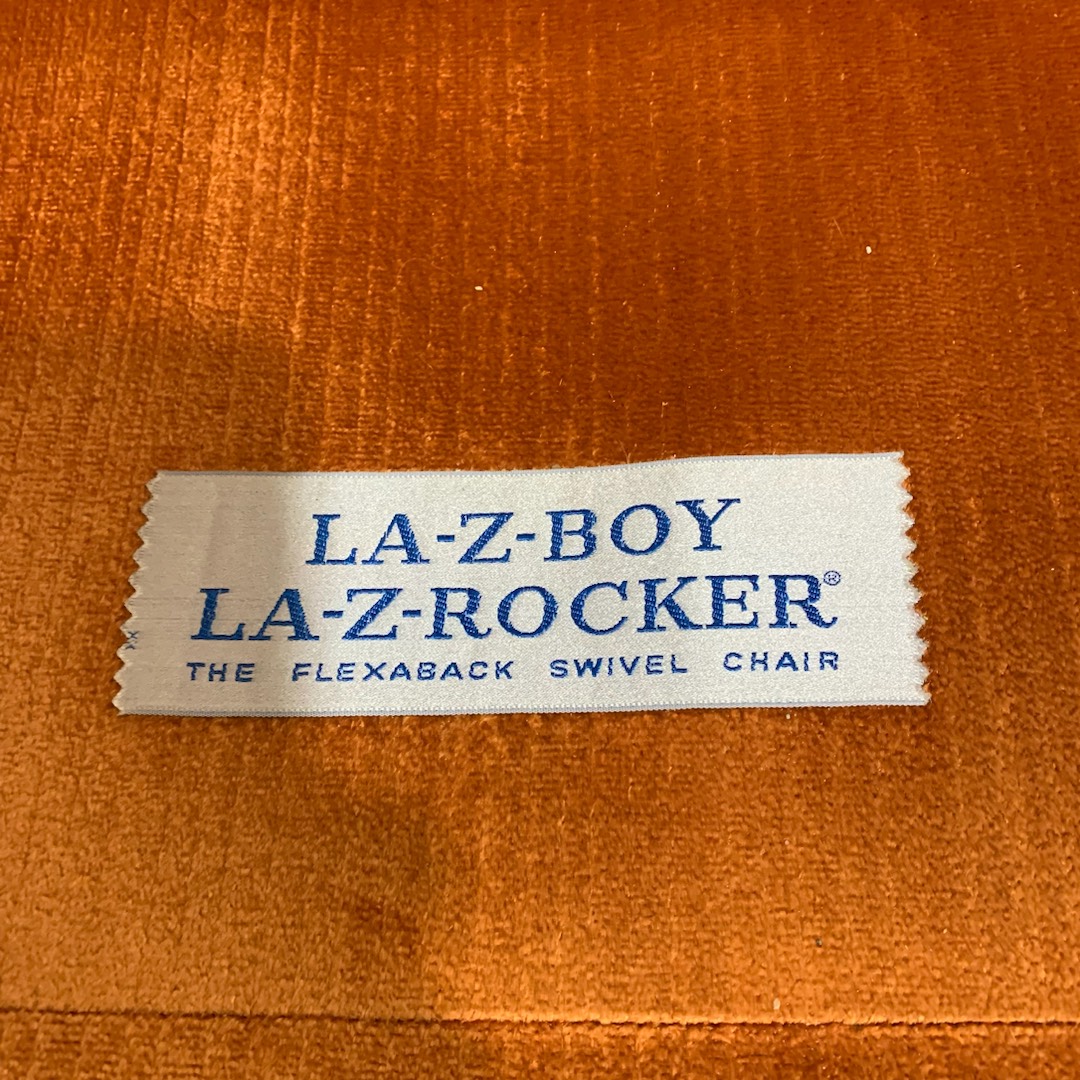 LA-Z-BOY
LA-Z-ROCKER®
THE FLEXABACK SWIVEL CHAIR